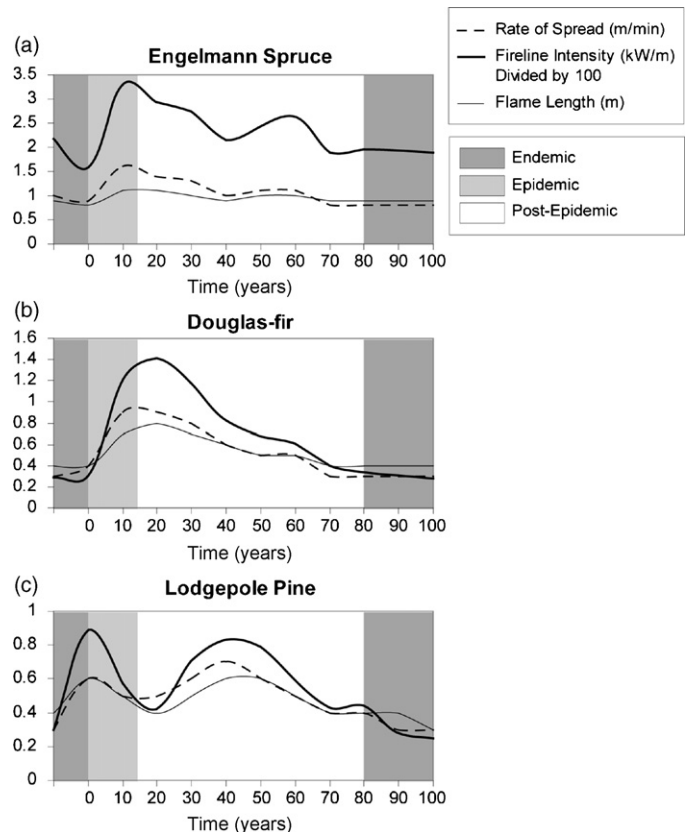 (a)
Engelmann Spruce
3.5
3
2.5
2
1.5
1
0.5
0
0 10 20 30 40 50 60 70 80 90 100
Time (years)
Rate of Spread (m/min)
Fireline Intensity (kW/m)
Divided by 100
Flame Length (m)
Endemic
Epidemic
Post-Epidemic
(b)
Douglas-fir
1.6
1.4
1.2
1
0.8
0.6
0.4
0.2
0
0 10 20 30 40 50 60 70 80 90 100
Time (years)
(c)
Lodgepole Pine
1
0.8
0.6
0.4
0.2
0
0 10 20 30 40 50 60 70 80 90 100
Time (years)